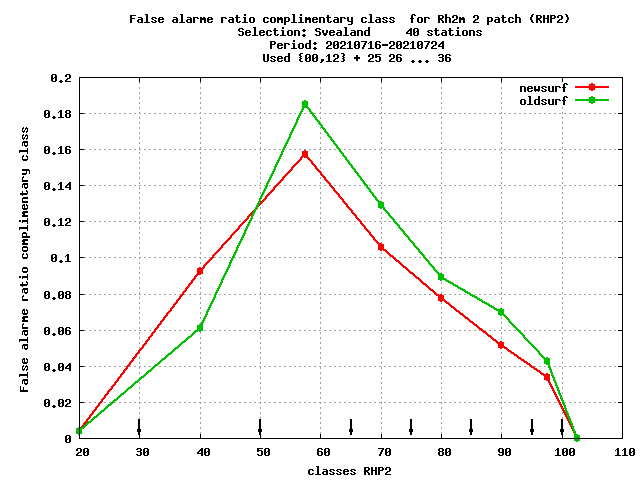 False alarme ratio complimentary class  for Rh2m 2 patch (RHP2)
Selection: Svealand     40 stations
Period: 20210716-20210724
Used {00,12} + 25 26 ... 36
newsurf
oldsurf
False alarme ratio complimentary class
0,2
0,18
0,16
0,14
0,12
0,1
0,08
0,06
0,04
0,02
0
20 30 40 50 60 70 80 90 100 110
classes RHP2